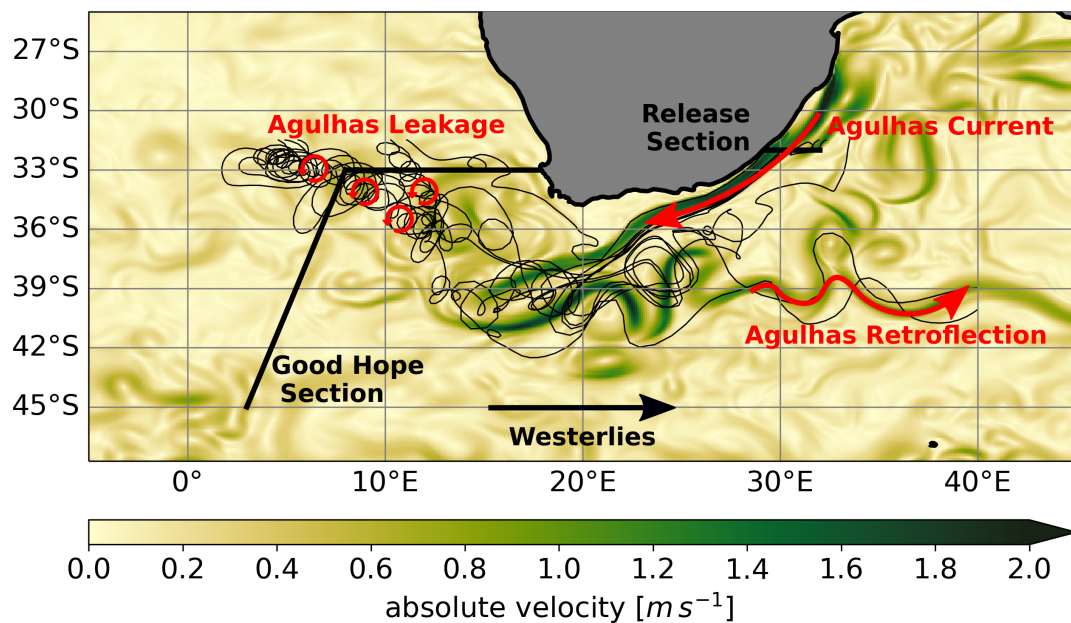 27°S
30°S
33°S
36°S
39°S
42°S
45°S
Agulhas Leakage
Release
Section
Agulhas Current
Agulhas Retroflection
Good Hope
Section
Westerlies
0°
10°E
20°E
30°E
40°E
0.0
0.2
0.4
0.6
0.8
1.0
1.2
1.4
1.6
1.8
2.0
absolute velocity [m s⁻¹]